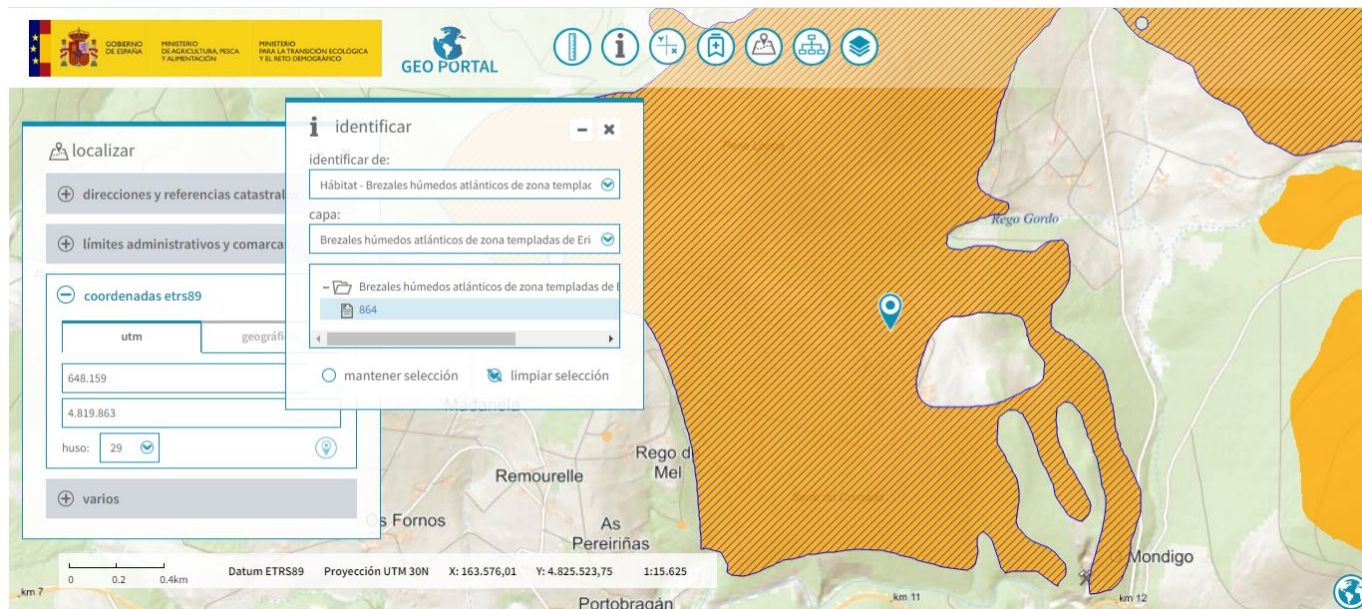 GOBIERNO
DE ESPAÑA
MINISTERIO
DE AGRICULTURA, PESCA
Y ALIMENTACIÓN
MINISTERIO
PARA LA TRANSICIÓN ECOLÓGICA
Y EL RETO DEMOGRÁFICO
GEO PORTAL
localizar
direcciones y referencias catastrale
límites administrativos y comarca
coordenadas etrs89
utm
geográfi
648.159
4.819.863
huso: 29
varios
identificar
identificar de:
Hábitat - Brezales húmedos atlánticos de zona templac
capa:
Brezales húmedos atlánticos de zona templadas de Eri
Brezales húmedos atlánticos de zona templadas de E
864
mantener selección
limpiar selección
Rego Gordo
Madanela
Rego d
Mel
Remourelle
s Fornos
As
Pereiriñas
Mondigo
Portobragán
0 0.2 0.4km
Datum ETRS89 Proyección UTM 30N X: 163.576,01 Y: 4.825.523,75 1:15.625
km 7
km 11
km 12